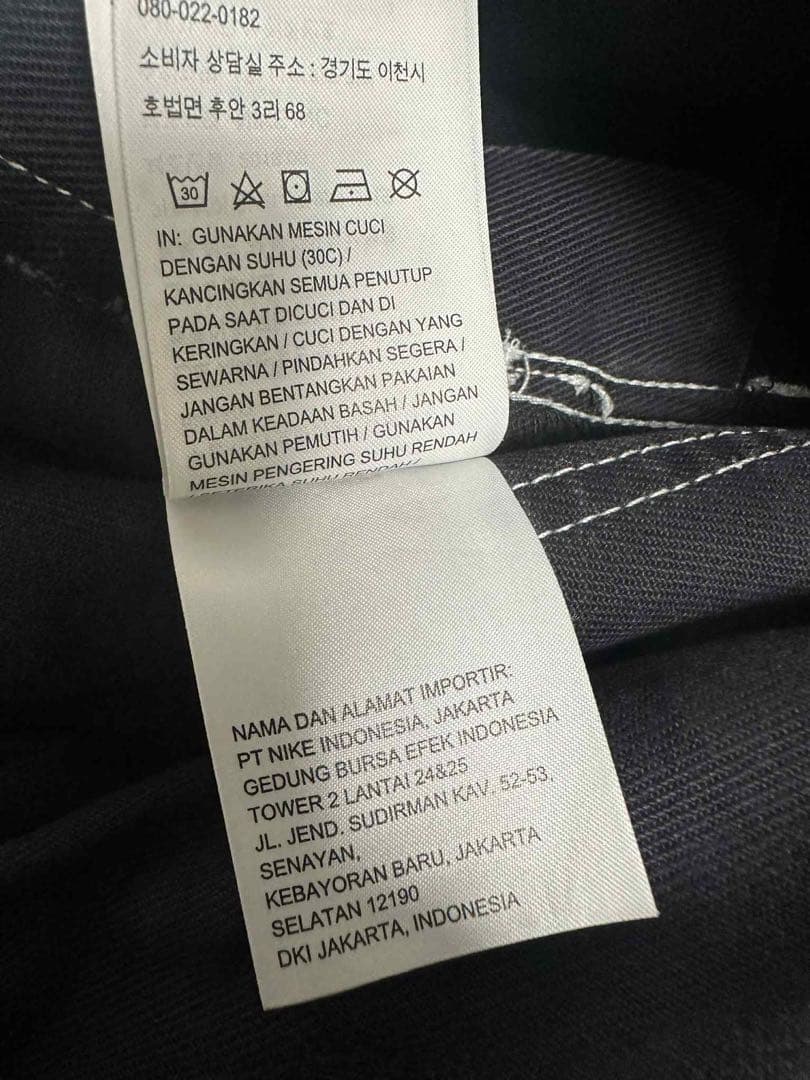 080-022-0182
소비자 상담실 주소 : 경기도 이천시
호법면 후안 3리 68
30
IN: GUNAKAN MESIN CUCI
DENGAN SUHU (30C) /
KANCINGKAN SEMUA PENUTUP
PADA SAAT DICUCI DAN DI
KERINGKAN / CUCI DENGAN YANG
SEWARNA / PINDAHKAN SEGERA /
JANGAN BENTANGKAN PAKAIAN
DALAM KEADAAN BASAH / JANGAN
GUNAKAN PEMUTIH / GUNAKAN
MESIN PENGERING SUHU RENDAH
/ SETERIKA SUHU RENDAH /
NAMA DAN ALAMAT IMPORTIR:
PT NIKE INDONESIA, JAKARTA
GEDUNG BURSA EFEK INDONESIA
TOWER 2 LANTAI 24&25
JL. JEND. SUDIRMAN KAV. 52-53,
SENAYAN,
KEBAYORAN BARU, JAKARTA
SELATAN 12190
DKI JAKARTA, INDONESIA